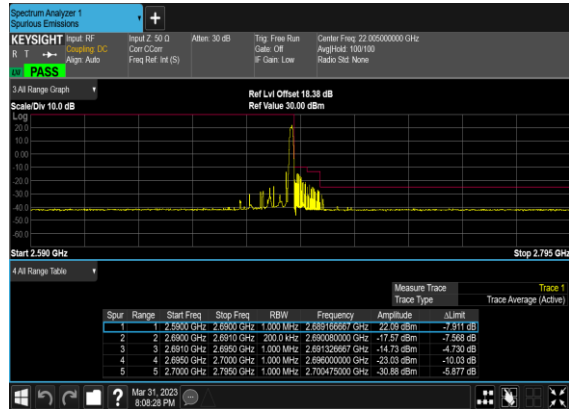 Spectrum Analyzer 1
Spurious Emissions
KEYSIGHT Input: RF Input Z: 50 Ω Atten: 30 dB Trig: Free Run Center Freq: 22.005000000 GHz
R T Coupling: DC Corr CCorr Gate: Off Avg|Hold: 100/100
Align: Auto Freq Ref: Int (S) IF Gain: Low Radio Std: None
PASS
3 All Range Graph
Ref Lvl Offset 18.38 dB
Scale/Div 10.0 dB Ref Value 30.00 dBm
Log
20.0
10.0
0.00
-10.0
-20.0
-30.0
-40.0
-50.0
-60.0
Start 2.590 GHz Stop 2.795 GHz
4 All Range Table
Measure Trace Trace 1
Trace Type Trace Average (Active)
Spur Range Start Freq Stop Freq RBW Frequency Amplitude ΔLimit
1 1 2.5900 GHz 2.6900 GHz 1.000 MHz 2.689166667 GHz 22.09 dBm -7.911 dB
2 2 2.6900 GHz 2.6910 GHz 200.0 kHz 2.690080000 GHz -17.57 dBm -7.568 dB
3 3 2.6910 GHz 2.6950 GHz 1.000 MHz 2.691326667 GHz -14.73 dBm -4.730 dB
4 4 2.6950 GHz 2.7000 GHz 1.000 MHz 2.696000000 GHz -23.03 dBm -10.03 dB
5 5 2.7000 GHz 2.7950 GHz 1.000 MHz 2.700475000 GHz -30.88 dBm -5.877 dB
Mar 31, 2023
8:08:28 PM